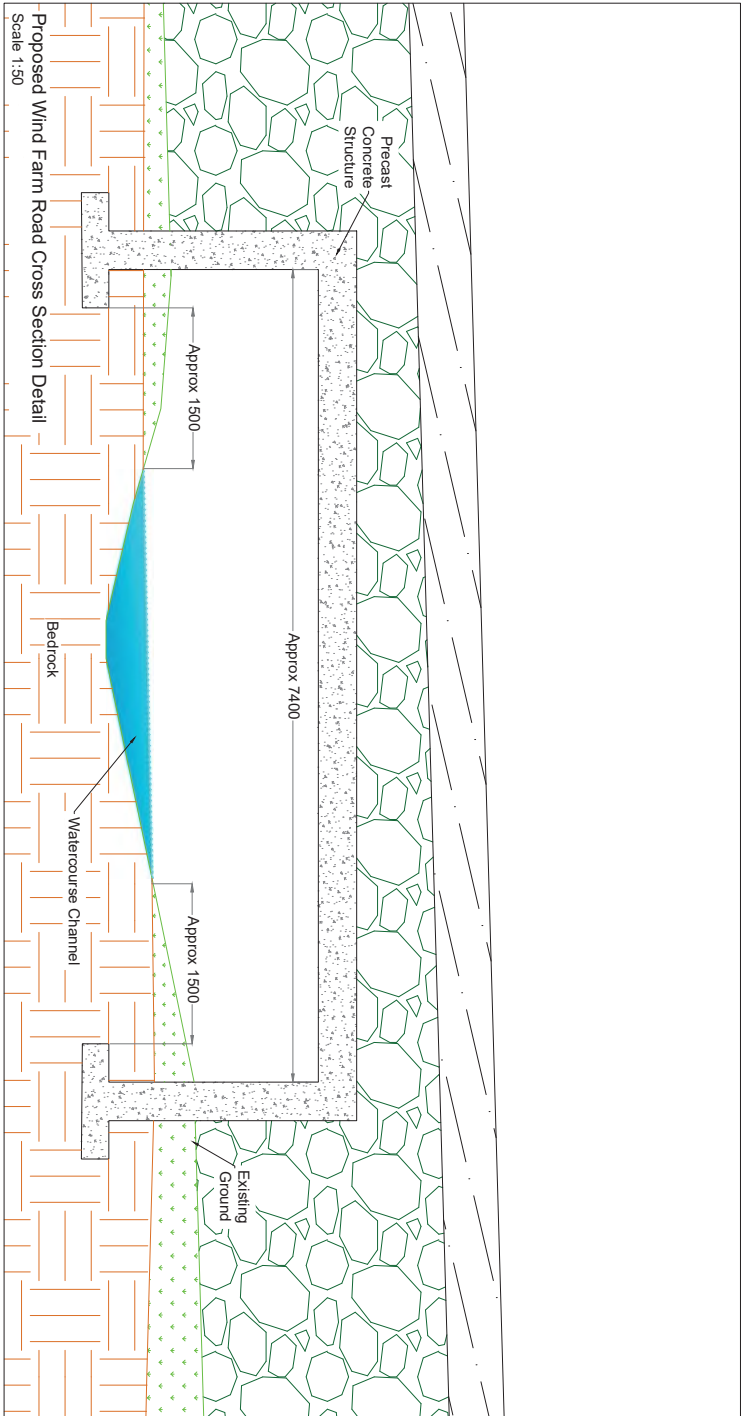 Precast
Concrete
Structure
Approx 7400
Approx 1500
Approx 1500
Existing
Ground
Watercourse Channel
Bedrock
Proposed Wind Farm Road Cross Section Detail
Scale 1:50